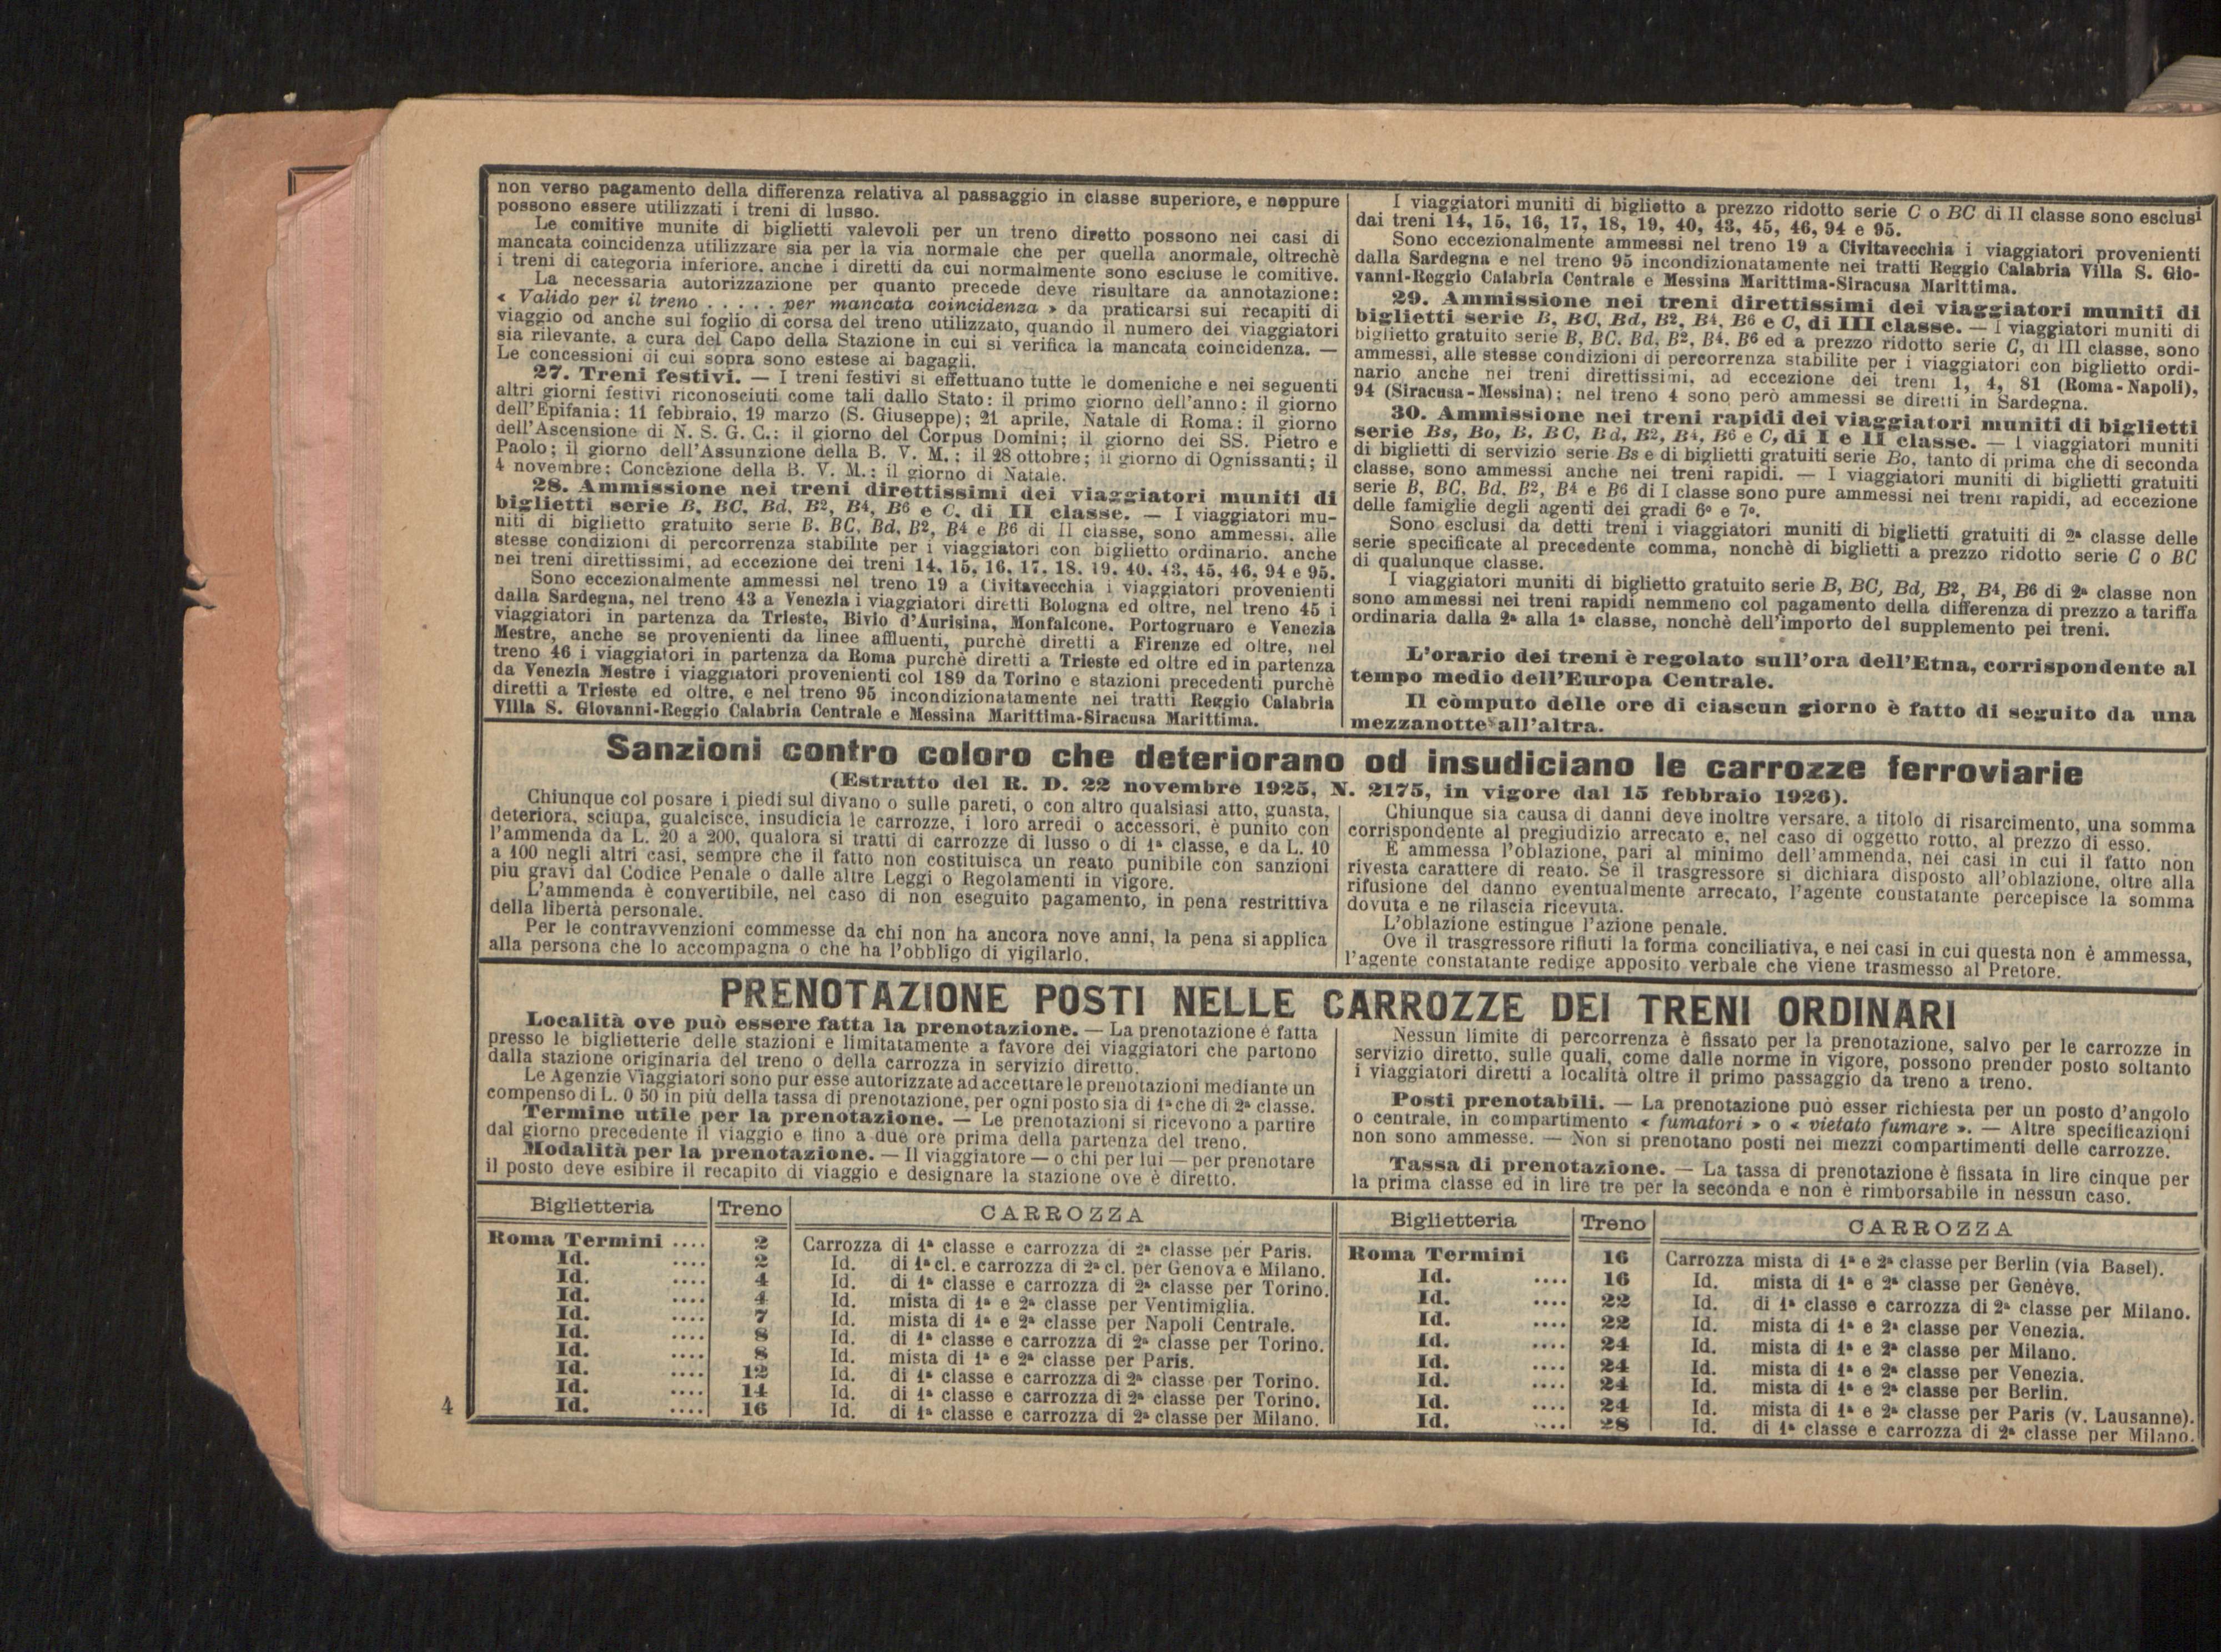 non verso pagamento della differenza relativa al passaggio in classe superiore, e neppure
possono essere utilizzati i treni di lusso.
Le comitive munite di biglietti valevoli per un treno diretto possono nei casi di
mancata coincidenza utilizzare sia per la via normale che per quella anormale, oltrechè
i treni di categoria inferiore, anche i diretti da cui normalmente sono escluse le comitive.
La necessaria autorizzazione per quanto precede deve risultare da annotazione:
« Valido per il treno ..... per mancata coincidenza » da praticarsi sui recapiti di
viaggio od anche sul foglio di corsa del treno utilizzato, quando il numero dei viaggiatori
sia rilevante, a cura del Capo della Stazione in cui si verifica la mancata coincidenza. —
Le concessioni di cui sopra sono estese ai bagagli.
27. Treni festivi. — I treni festivi si effettuano tutte le domeniche e nei seguenti
altri giorni festivi riconosciuti come tali dallo Stato: il primo giorno dell'anno; il giorno
dell'Epifania; 11 febbraio, 19 marzo (S. Giuseppe); 21 aprile, Natale di Roma; il giorno
dell'Ascensione di N. S. G. C.; il giorno del Corpus Domini; il giorno dei SS. Pietro e
Paolo; il giorno dell'Assunzione della B. V. M.; il 28 ottobre; il giorno di Ognissanti; il
4 novembre; Concezione della B. V. M.; il giorno di Natale.
28. Ammissione nei treni direttissimi dei viaggiatori muniti di
biglietti serie B, BC, Bd, B2, B4, B6 e C, di II classe. — I viaggiatori mu-
niti di biglietto gratuito serie B, BC, Bd, B2, B4 e B6 di II classe, sono ammessi, alle
stesse condizioni di percorrenza stabilite per i viaggiatori con biglietto ordinario, anche
nei treni direttissimi, ad eccezione dei treni 14, 15, 16, 17, 18, 19, 40, 43, 45, 46, 94 e 95.
Sono eccezionalmente ammessi nel treno 19 a Civitavecchia i viaggiatori provenienti
dalla Sardegna, nel treno 43 a Venezia i viaggiatori diretti Bologna ed oltre, nel treno 45 i
viaggiatori in partenza da Trieste, Bivio d'Aurisina, Monfalcone, Portogruaro e Venezia
Mestre, anche se provenienti da linee affluenti, purchè diretti a Firenze ed oltre, nel
treno 46 i viaggiatori in partenza da Roma purchè diretti a Trieste ed oltre ed in partenza
da Venezia Mestre i viaggiatori provenienti col 189 da Torino e stazioni precedenti purchè
diretti a Trieste ed oltre, e nel treno 95 incondizionatamente nei tratti Reggio Calabria
Villa S. Giovanni-Reggio Calabria Centrale e Messina Marittima-Siracusa Marittima.
I viaggiatori muniti di biglietto a prezzo ridotto serie C o BC di II classe sono esclusi
dai treni 14, 15, 16, 17, 18, 19, 40, 43, 45, 46, 94 e 95.
Sono eccezionalmente ammessi nel treno 19 a Civitavecchia i viaggiatori provenienti
dalla Sardegna e nel treno 95 incondizionatamente nei tratti Reggio Calabria Villa S. Gio-
vanni-Reggio Calabria Centrale e Messina Marittima-Siracusa Marittima.
29. Ammissione nei treni direttissimi dei viaggiatori muniti di
biglietti serie B, BC, Bd, B2, B4, B6 e C, di III classe. — I viaggiatori muniti di
biglietto gratuito serie B, BC, Bd, B2, B4, B6 ed a prezzo ridotto serie C, di III classe, sono
ammessi, alle stesse condizioni di percorrenza stabilite per i viaggiatori con biglietto ordi-
nario anche nei treni direttissimi, ad eccezione dei treni 1, 4, 81 (Roma-Napoli),
94 (Siracusa-Messina); nel treno 4 sono però ammessi se diretti in Sardegna.
30. Ammissione nei treni rapidi dei viaggiatori muniti di biglietti
serie Bs, Bo, B, BC, Bd, B2, B4, B6 e C, di I e II classe. — I viaggiatori muniti
di biglietti di servizio serie Bs e di biglietti gratuiti serie Bo, tanto di prima che di seconda
classe, sono ammessi anche nei treni rapidi. — I viaggiatori muniti di biglietti gratuiti
serie B, BC, Bd, B2, B4 e B6 di I classe sono pure ammessi nei treni rapidi, ad eccezione
delle famiglie degli agenti dei gradi 6º e 7º.
Sono esclusi da detti treni i viaggiatori muniti di biglietti gratuiti di 2ª classe delle
serie specificate al precedente comma, nonchè di biglietti a prezzo ridotto serie C o BC
di qualunque classe.
I viaggiatori muniti di biglietto gratuito serie B, BC, Bd, B2, B4, B6 di 2ª classe non
sono ammessi nei treni rapidi nemmeno col pagamento della differenza di prezzo a tariffa
ordinaria dalla 2ª alla 1ª classe, nonchè dell'importo del supplemento pei treni.
L'orario dei treni è regolato sull'ora dell'Etna, corrispondente al
tempo medio dell'Europa Centrale.
Il còmputo delle ore di ciascun giorno è fatto di seguito da una
mezzanotte all'altra.
Sanzioni contro coloro che deteriorano od insudiciano le carrozze ferroviarie
(Estratto del R. D. 22 novembre 1925, N. 2175, in vigore dal 15 febbraio 1926).
Chiunque col posare i piedi sul divano o sulle pareti, o con altro qualsiasi atto, guasta,
deteriora, sciupa, gualcisce, insudicia le carrozze, i loro arredi o accessori, è punito con
l'ammenda da L. 20 a 200, qualora si tratti di carrozze di lusso o di 1ª classe, e da L. 10
a 100 negli altri casi, sempre che il fatto non costituisca un reato punibile con sanzioni
più gravi dal Codice Penale o dalle altre Leggi o Regolamenti in vigore.
L'ammenda è convertibile, nel caso di non eseguito pagamento, in pena restrittiva
della libertà personale.
Per le contravvenzioni commesse da chi non ha ancora nove anni, la pena si applica
alla persona che lo accompagna o che ha l'obbligo di vigilarlo.
Chiunque sia causa di danni deve inoltre versare, a titolo di risarcimento, una somma
corrispondente al pregiudizio arrecato e, nel caso di oggetto rotto, al prezzo di esso.
È ammessa l'oblazione, pari al minimo dell'ammenda, nei casi in cui il fatto non
rivesta carattere di reato. Se il trasgressore si dichiara disposto all'oblazione, oltre alla
rifusione del danno eventualmente arrecato, l'agente constatante percepisce la somma
dovuta e ne rilascia ricevuta.
L'oblazione estingue l'azione penale.
Ove il trasgressore rifiuti la forma conciliativa, e nei casi in cui questa non è ammessa,
l'agente constatante redige apposito verbale che viene trasmesso al Pretore.
PRENOTAZIONE POSTI NELLE CARROZZE DEI TRENI ORDINARI
Località ove può essere fatta la prenotazione. — La prenotazione è fatta
presso le biglietterie delle stazioni e limitatamente a favore dei viaggiatori che partono
dalla stazione originaria del treno o della carrozza in servizio diretto.
Le Agenzie Viaggiatori sono pur esse autorizzate ad accettare le prenotazioni mediante un
compenso di L. 0 50 in più della tassa di prenotazione, per ogni posto sia di 1ª che di 2ª classe.
Termine utile per la prenotazione. — Le prenotazioni si ricevono a partire
dal giorno precedente il viaggio e fino a due ore prima della partenza del treno.
Modalità per la prenotazione. — Il viaggiatore — o chi per lui — per prenotare
il posto deve esibire il recapito di viaggio e designare la stazione ove è diretto.
Nessun limite di percorrenza è fissato per la prenotazione, salvo per le carrozze in
servizio diretto, sulle quali, come dalle norme in vigore, possono prender posto soltanto
i viaggiatori diretti a località oltre il primo passaggio da treno a treno.
Posti prenotabili. — La prenotazione può esser richiesta per un posto d'angolo
o centrale, in compartimento « fumatori » o « vietato fumare ». — Altre specificazioni
non sono ammesse. — Non si prenotano posti nei mezzi compartimenti delle carrozze.
Tassa di prenotazione. — La tassa di prenotazione è fissata in lire cinque per
la prima classe ed in lire tre per la seconda e non è rimborsabile in nessun caso.
Biglietteria Treno CARROZZA
Roma Termini .... 2 Carrozza di 1ª classe e carrozza di 2ª classe per Paris.
Id. .... 2 Id. di 1ª cl. e carrozza di 2ª cl. per Genova e Milano.
Id. .... 4 Id. di 1ª classe e carrozza di 2ª classe per Torino.
Id. .... 4 Id. mista di 1ª e 2ª classe per Ventimiglia.
Id. .... 7 Id. mista di 1ª e 2ª classe per Napoli Centrale.
Id. .... 8 Id. di 1ª classe e carrozza di 2ª classe per Torino.
Id. .... 8 Id. mista di 1ª e 2ª classe per Paris.
Id. .... 12 Id. di 1ª classe e carrozza di 2ª classe per Torino.
Id. .... 14 Id. di 1ª classe e carrozza di 2ª classe per Torino.
Id. .... 16 Id. di 1ª classe e carrozza di 2ª classe per Milano.
Biglietteria Treno CARROZZA
Roma Termini 16 Carrozza mista di 1ª e 2ª classe per Berlin (via Basel).
Id. .... 16 Id. mista di 1ª e 2ª classe per Genève.
Id. .... 22 Id. di 1ª classe e carrozza di 2ª classe per Milano.
Id. .... 22 Id. mista di 1ª e 2ª classe per Venezia.
Id. .... 24 Id. mista di 1ª e 2ª classe per Milano.
Id. .... 24 Id. mista di 1ª e 2ª classe per Venezia.
Id. .... 24 Id. mista di 1ª e 2ª classe per Berlin.
Id. .... 24 Id. mista di 1ª e 2ª classe per Paris (v. Lausanne).
Id. .... 28 Id. di 1ª classe e carrozza di 2ª classe per Milano.
4